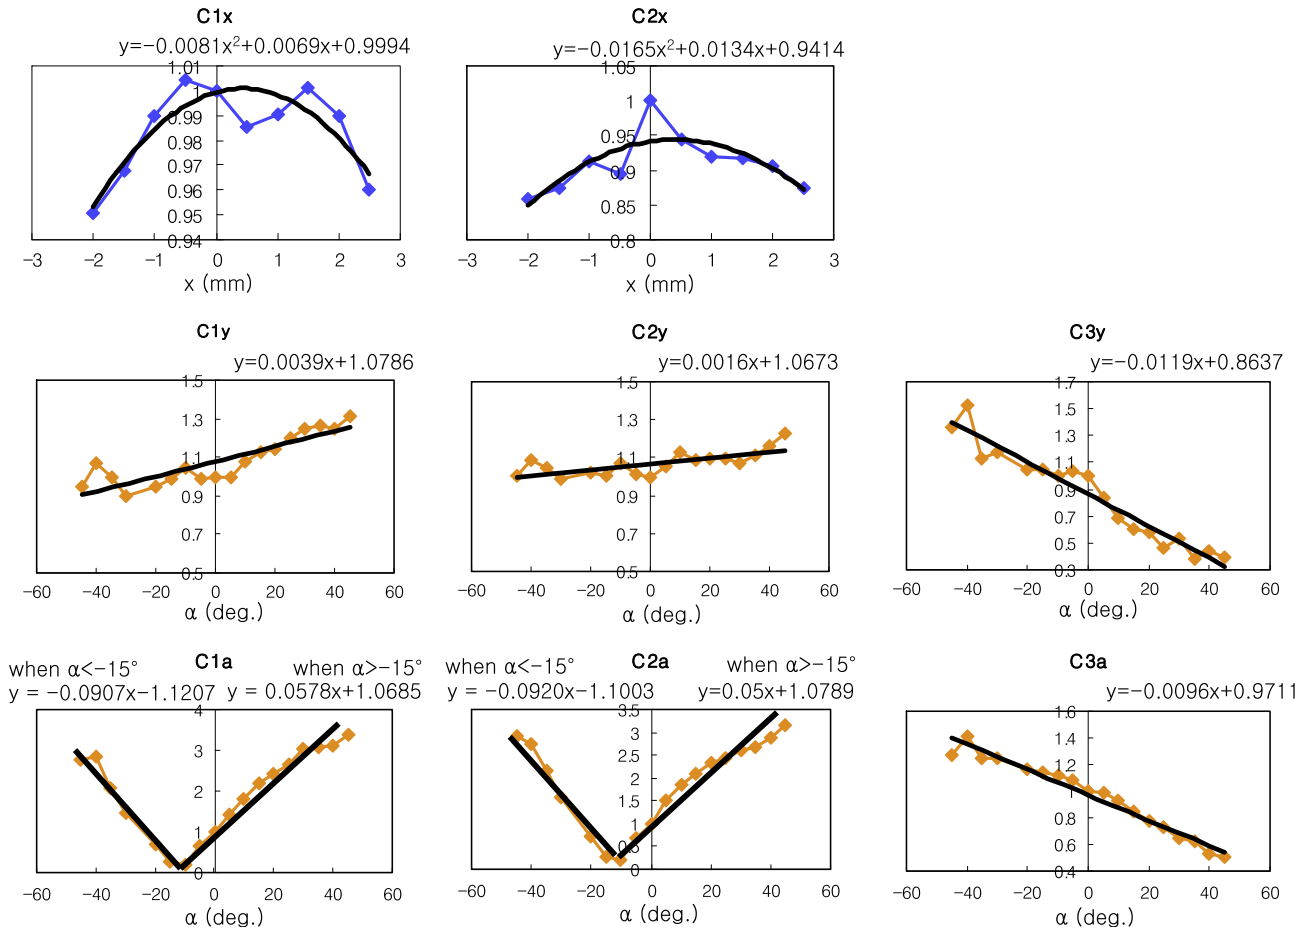 C1x
y=−0.0081x²+0.0069x+0.9994
1.01
1
0.99
0.98
0.97
0.96
0.95
0.94
−3 −2 −1 0 1 2 3
x (mm)
C2x
y=−0.0165x²+0.0134x+0.9414
1.05
1
0.95
0.9
0.85
0.8
−3 −2 −1 0 1 2 3
x (mm)
C1y
y=0.0039x+1.0786
1.5
1.3
1.1
0.9
0.7
0.5
−60 −40 −20 0 20 40 60
α (deg.)
C2y
y=0.0016x+1.0673
1.5
1.3
1.1
0.9
0.7
0.5
−60 −40 −20 0 20 40 60
α (deg.)
C3y
y=−0.0119x+0.8637
1.7
1.5
1.3
1.1
0.9
0.7
0.5
0.3
−60 −40 −20 0 20 40 60
α (deg.)
C1a
when α<−15° when α>−15°
y = −0.0907x−1.1207 y = 0.0578x+1.0685
4
3
2
1
0
−60 −40 −20 0 20 40 60
α (deg.)
C2a
when α<−15° when α>−15°
y = −0.0920x−1.1003 y=0.05x+1.0789
3.5
3
2.5
2
1.5
1
0.5
0
−60 −40 −20 0 20 40 60
α (deg.)
C3a
y=−0.0096x+0.9711
1.6
1.4
1.2
1
0.8
0.6
0.4
−60 −40 −20 0 20 40 60
α (deg.)